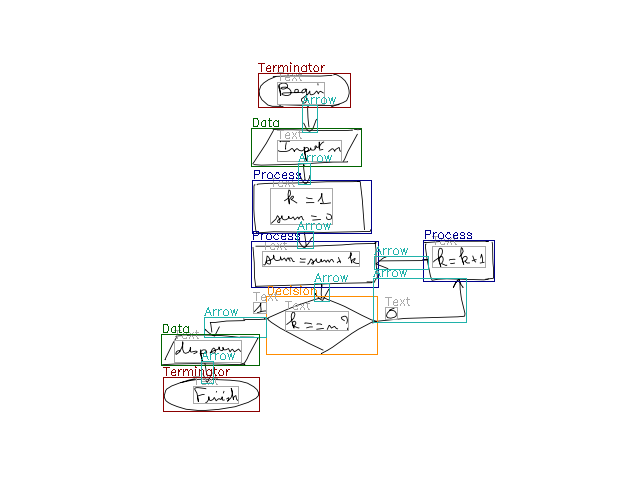 Terminator
Text
Begin
Arrow
Data
Text
Input n
Arrow
Process
Text
k = 1
sum = 0
Arrow
Process
Text
sum = sum + k
Arrow
Process
Text
k = k + 1
Arrow
Arrow
Decision
Text
k == n?
Text
1
Text
0
Arrow
Data
Text
disp sum
Arrow
Terminator
Text
Finish